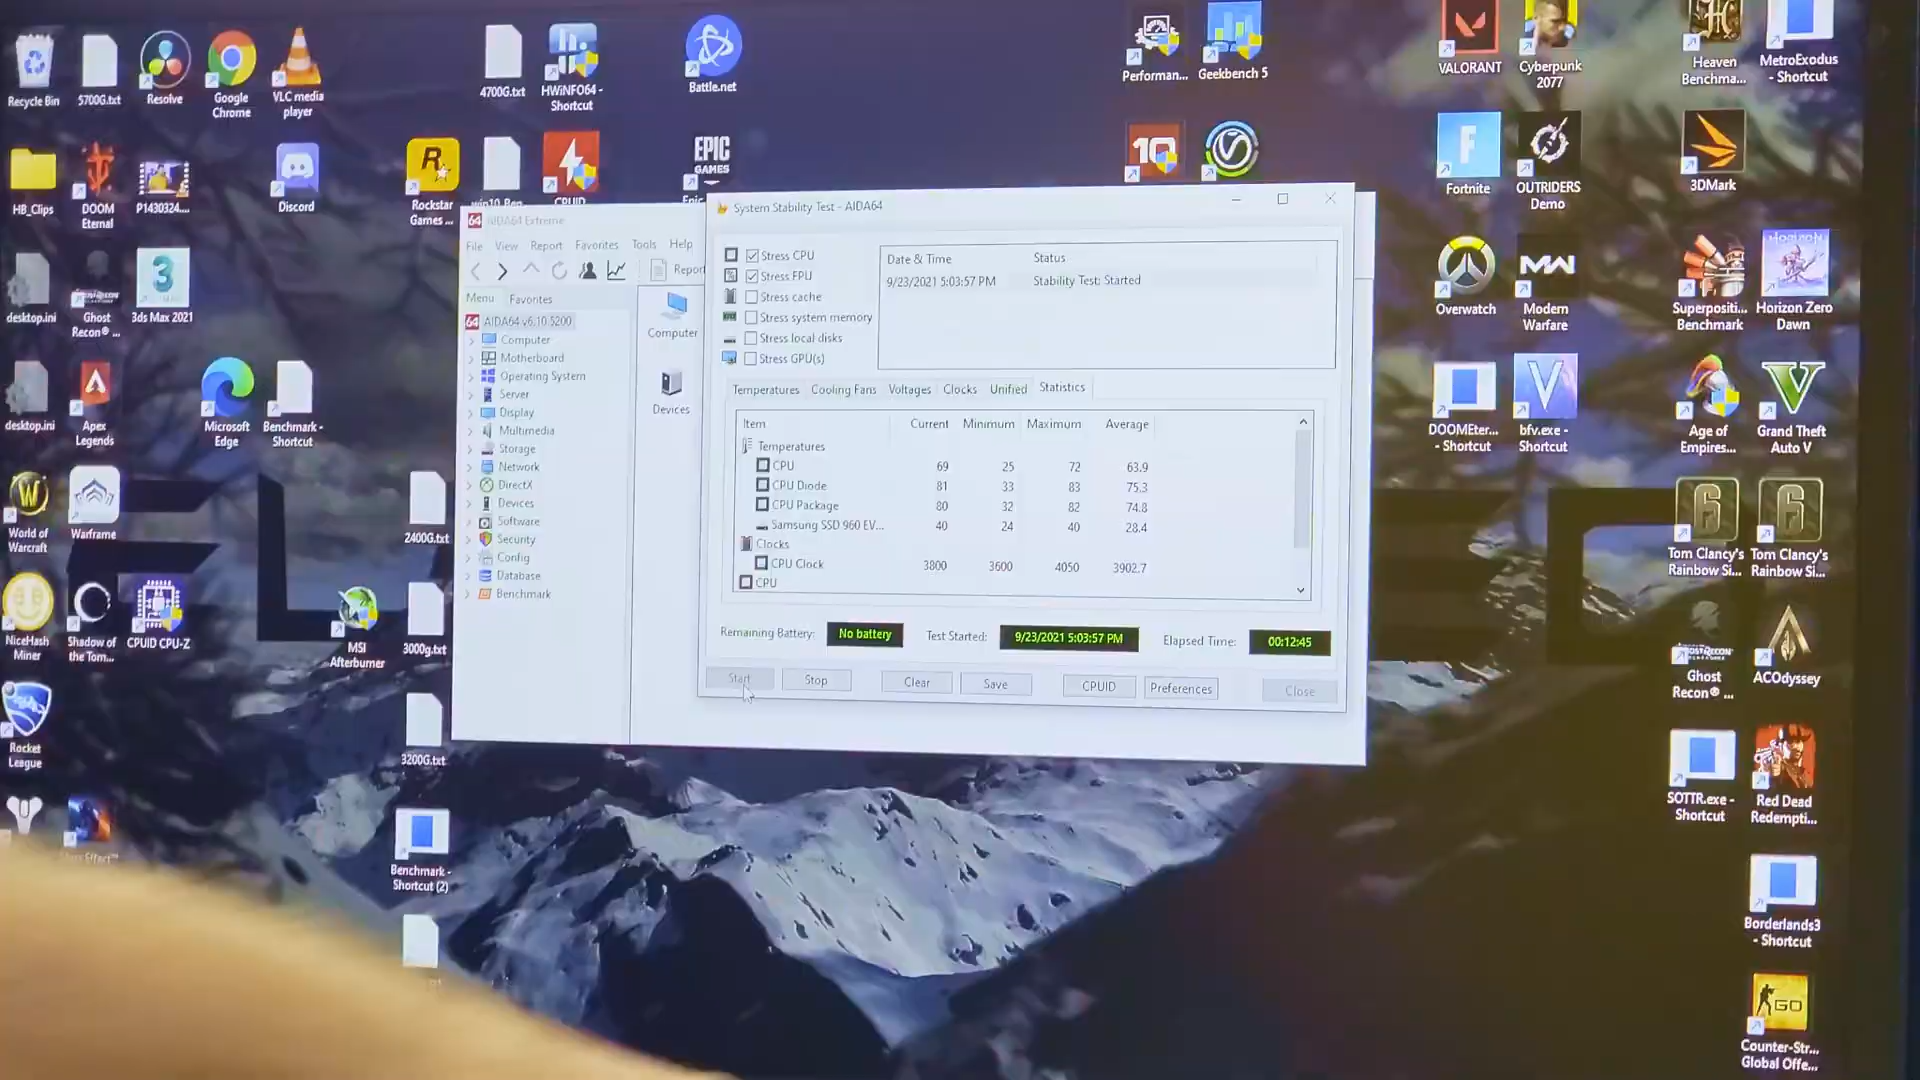 Recycle Bin
5700G.txt
Resolve
Google
Chrome
VLC media
player
4700G.txt
HWiNFO64 -
Shortcut
Battle.net
Performan...
Geekbench 5
VALORANT
Cyberpunk
2077
Heaven
Benchma...
MetroExodus
- Shortcut
HB_Clips
DOOM
Eternal
P1430324....
Discord
Rockstar
Games ...
win10_Ben...
CPUID
EPIC
GAMES
Epic
10
Fortnite
OUTRIDERS
Demo
3DMark
desktop.ini
Ghost
Recon® ...
3ds Max 2021
Overwatch
Modern
Warfare
Superpositi...
Benchmark
Horizon Zero
Dawn
desktop.ini
Apex
Legends
Microsoft
Edge
Benchmark -
Shortcut
DOOMEter...
- Shortcut
bfv.exe -
Shortcut
Age of
Empires...
Grand Theft
Auto V
World of
Warcraft
Warframe
2400G.txt
Tom Clancy's
Rainbow Si...
Tom Clancy's
Rainbow Si...
NiceHash
Miner
Shadow of
the Tom...
CPUID CPU-Z
MSI
Afterburner
3000g.txt
Ghost
Recon® ...
ACOdyssey
Rocket
League
3200G.txt
SOTTR.exe -
Shortcut
Red Dead
Redempti...
Benchmark -
Shortcut (2)
Borderlands3
- Shortcut
GO
Counter-Str...
Global Offe...
64 AIDA64 Extreme
File View Report Favorites Tools Help
Report
Menu Favorites
64 AIDA64 v6.10.5200
Computer
Motherboard
Operating System
Server
Display
Multimedia
Storage
Network
DirectX
Devices
Software
Security
Config
Database
Benchmark
Computer
Devices
System Stability Test - AIDA64
Stress CPU
Stress FPU
Stress cache
Stress system memory
Stress local disks
Stress GPU(s)
Date & Time Status
9/23/2021 5:03:57 PM Stability Test: Started
Temperatures Cooling Fans Voltages Clocks Unified Statistics
Item Current Minimum Maximum Average
Temperatures
CPU 69 25 72 63.9
CPU Diode 81 33 83 75.3
CPU Package 80 32 82 74.8
Samsung SSD 960 EV... 40 24 40 28.4
Clocks
CPU Clock 3800 3600 4050 3902.7
CPU
Remaining Battery: No battery Test Started: 9/23/2021 5:03:57 PM Elapsed Time: 00:12:45
Start Stop Clear Save CPUID Preferences Close